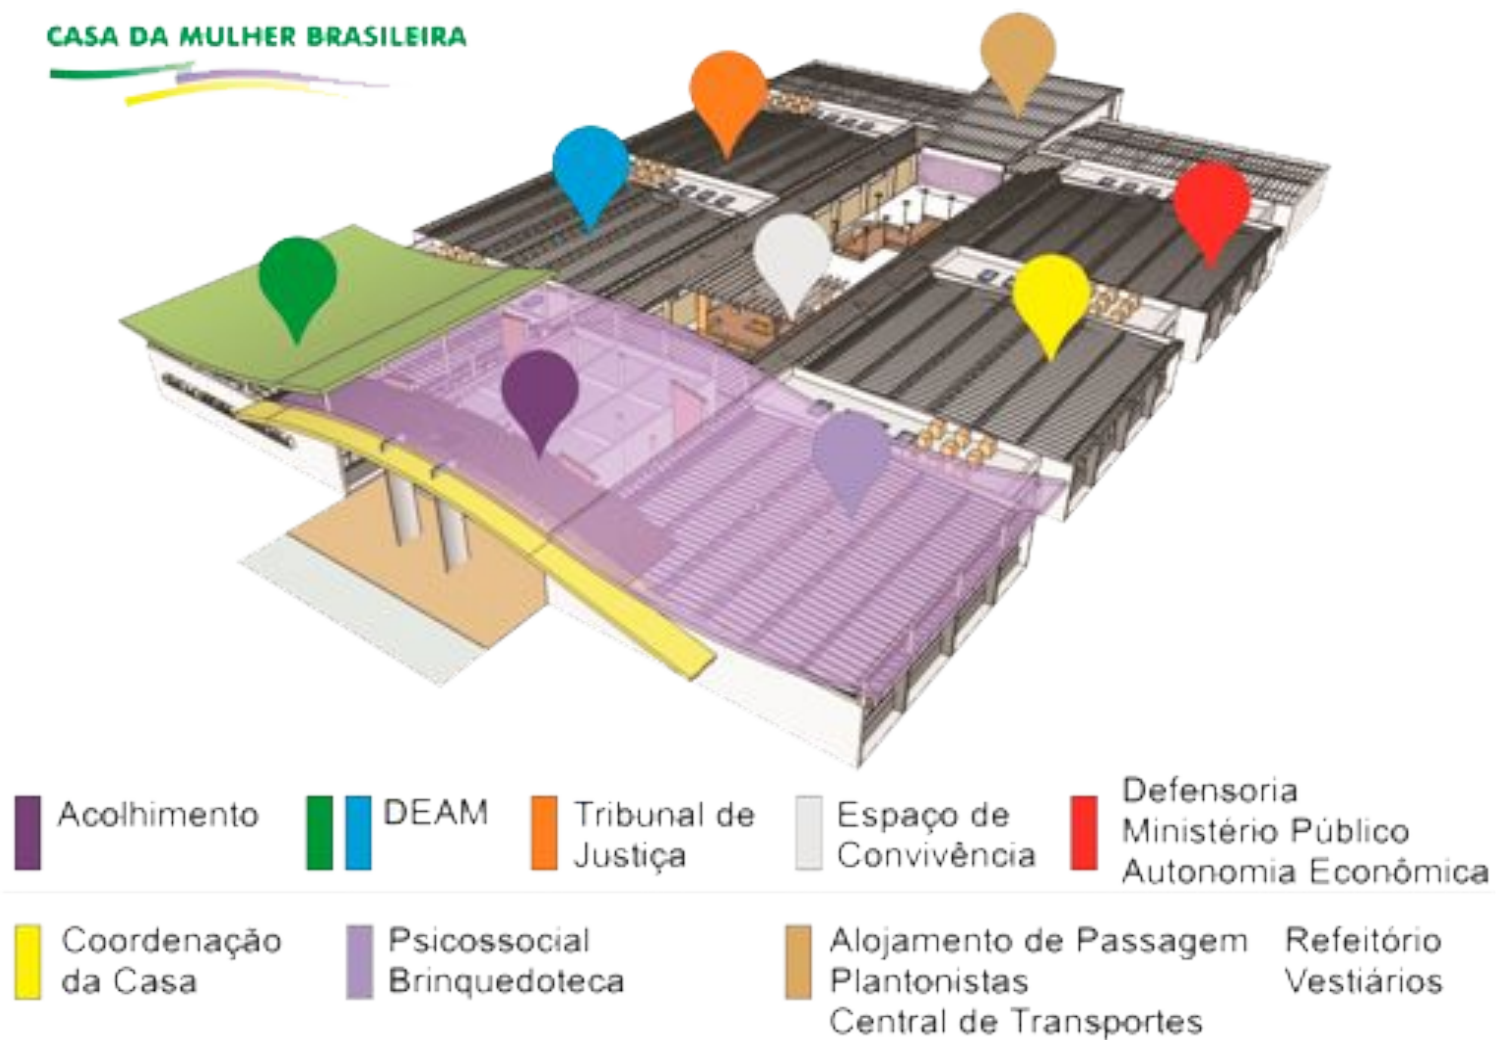 CASA DA MULHER BRASILEIRA
Acolhimento
DEAM
Tribunal de
Justiça
Espaço de
Convivência
Defensoria
Ministério Público
Autonomia Econômica
Coordenação
da Casa
Psicossocial
Brinquedoteca
Alojamento de Passagem
Plantonistas
Central de Transportes
Refeitório
Vestiários